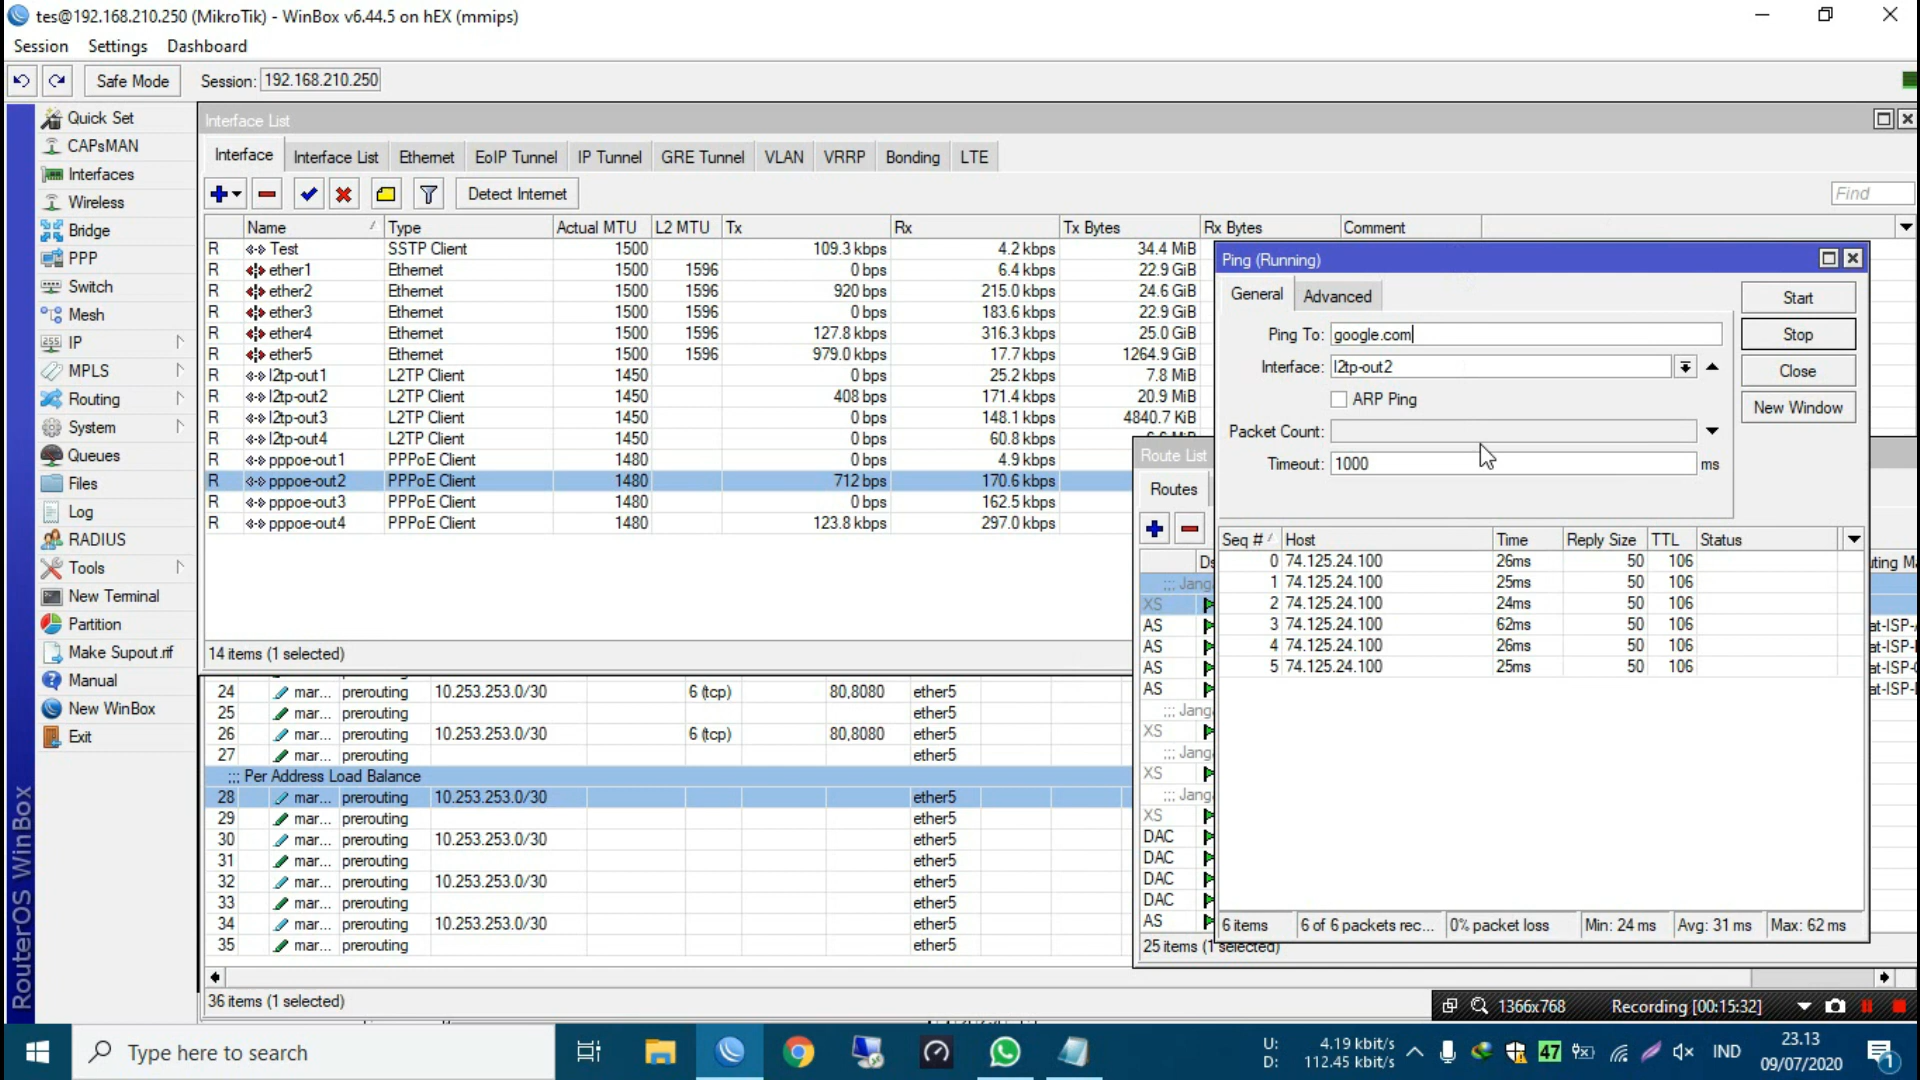 tes@192.168.210.250 (MikroTik) - WinBox v6.44.5 on hEX (mmips)
Session Settings Dashboard
Safe Mode Session: 192.168.210.250
Quick Set
CAPsMAN
Interfaces
Wireless
Bridge
PPP
Switch
Mesh
IP
MPLS
Routing
System
Queues
Files
Log
RADIUS
Tools
New Terminal
Partition
Make Supout.rif
Manual
New WinBox
Exit
RouterOS WinBox
Interface List
Interface Interface List Ethernet EoIP Tunnel IP Tunnel GRE Tunnel VLAN VRRP Bonding LTE
Detect Internet Find
Name Type Actual MTU L2 MTU Tx Rx Tx Bytes Rx Bytes Comment
R Test SSTP Client 1500 109.3 kbps 4.2 kbps 34.4 MiB
R ether1 Ethernet 1500 1596 0 bps 6.4 kbps 22.9 GiB
R ether2 Ethernet 1500 1596 920 bps 215.0 kbps 24.6 GiB
R ether3 Ethernet 1500 1596 0 bps 183.6 kbps 22.9 GiB
R ether4 Ethernet 1500 1596 127.8 kbps 316.3 kbps 25.0 GiB
R ether5 Ethernet 1500 1596 979.0 kbps 17.7 kbps 1264.9 GiB
R l2tp-out1 L2TP Client 1450 0 bps 25.2 kbps 7.8 MiB
R l2tp-out2 L2TP Client 1450 408 bps 171.4 kbps 20.9 MiB
R l2tp-out3 L2TP Client 1450 0 bps 148.1 kbps 4840.7 KiB
R l2tp-out4 L2TP Client 1450 0 bps 60.8 kbps
R pppoe-out1 PPPoE Client 1480 0 bps 4.9 kbps
R pppoe-out2 PPPoE Client 1480 712 bps 170.6 kbps
R pppoe-out3 PPPoE Client 1480 0 bps 162.5 kbps
R pppoe-out4 PPPoE Client 1480 123.8 kbps 297.0 kbps
14 items (1 selected)
24 mar... prerouting 10.253.253.0/30 6 (tcp) 80,8080 ether5
25 mar... prerouting ether5
26 mar... prerouting 10.253.253.0/30 6 (tcp) 80,8080 ether5
27 mar... prerouting ether5
;;; Per Address Load Balance
28 mar... prerouting 10.253.253.0/30 ether5
29 mar... prerouting ether5
30 mar... prerouting 10.253.253.0/30 ether5
31 mar... prerouting ether5
32 mar... prerouting 10.253.253.0/30 ether5
33 mar... prerouting ether5
34 mar... prerouting 10.253.253.0/30 ether5
35 mar... prerouting ether5
36 items (1 selected)
Route List
Routes
;;; Jang
XS
AS
AS
AS
AS
;;; Jang
XS
;;; Jang
XS
;;; Jang
XS
DAC
DAC
DAC
DAC
AS
25 items (1 selected)
Ping (Running)
General Advanced
Ping To: google.com
Interface: l2tp-out2
ARP Ping
Packet Count:
Timeout: 1000 ms
Start
Stop
Close
New Window
Seq # Host Time Reply Size TTL Status
0 74.125.24.100 26ms 50 106
1 74.125.24.100 25ms 50 106
2 74.125.24.100 24ms 50 106
3 74.125.24.100 62ms 50 106
4 74.125.24.100 26ms 50 106
5 74.125.24.100 25ms 50 106
6 items 6 of 6 packets rec... 0% packet loss Min: 24 ms Avg: 31 ms Max: 62 ms
1366x768 Recording [00:15:32]
Type here to search
U: 4.19 kbit/s
D: 112.45 kbit/s
47
IND
23.13
09/07/2020
1